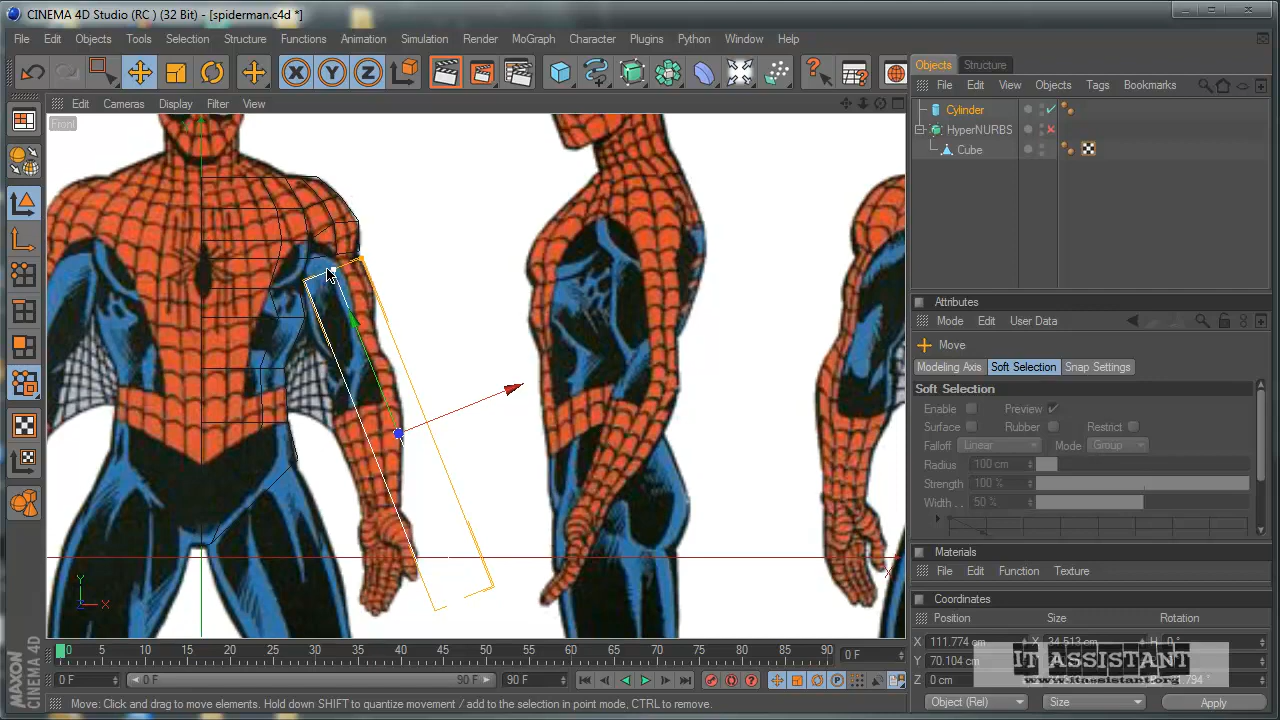 CINEMA 4D Studio (RC ) (32 Bit) - [spiderman.c4d *]
File Edit Objects Tools Selection Structure Functions Animation Simulation Render MoGraph Character Plugins Python Window Help
Objects Structure
Edit Cameras Display Filter View
File Edit View Objects Tags Bookmarks
Front
Cylinder
HyperNURBS
Cube
Attributes
Mode Edit User Data
Move
Modeling Axis Soft Selection Snap Settings
Soft Selection
Enable Preview
Surface Rubber Restrict
Falloff Linear Mode Group
Radius 100 cm
Strength 100 %
Width . . 50 %
Materials
File Edit Function Texture
Coordinates
Position Size Rotation
X 111.774 cm X 34.513 cm H 0 °
Y 70.104 cm
Z 0 cm
IT ASSISTANT
www.itassistant.org
Object (Rel) Size Apply
Y
X
X
0 5 10 15 20 25 30 35 40 45 50 55 60 65 70 75 80 85 90 0 F
0 F 0 F 90 F 90 F
Move: Click and drag to move elements. Hold down SHIFT to quantize movement / add to the selection in point mode, CTRL to remove.
MAXON
CINEMA 4D